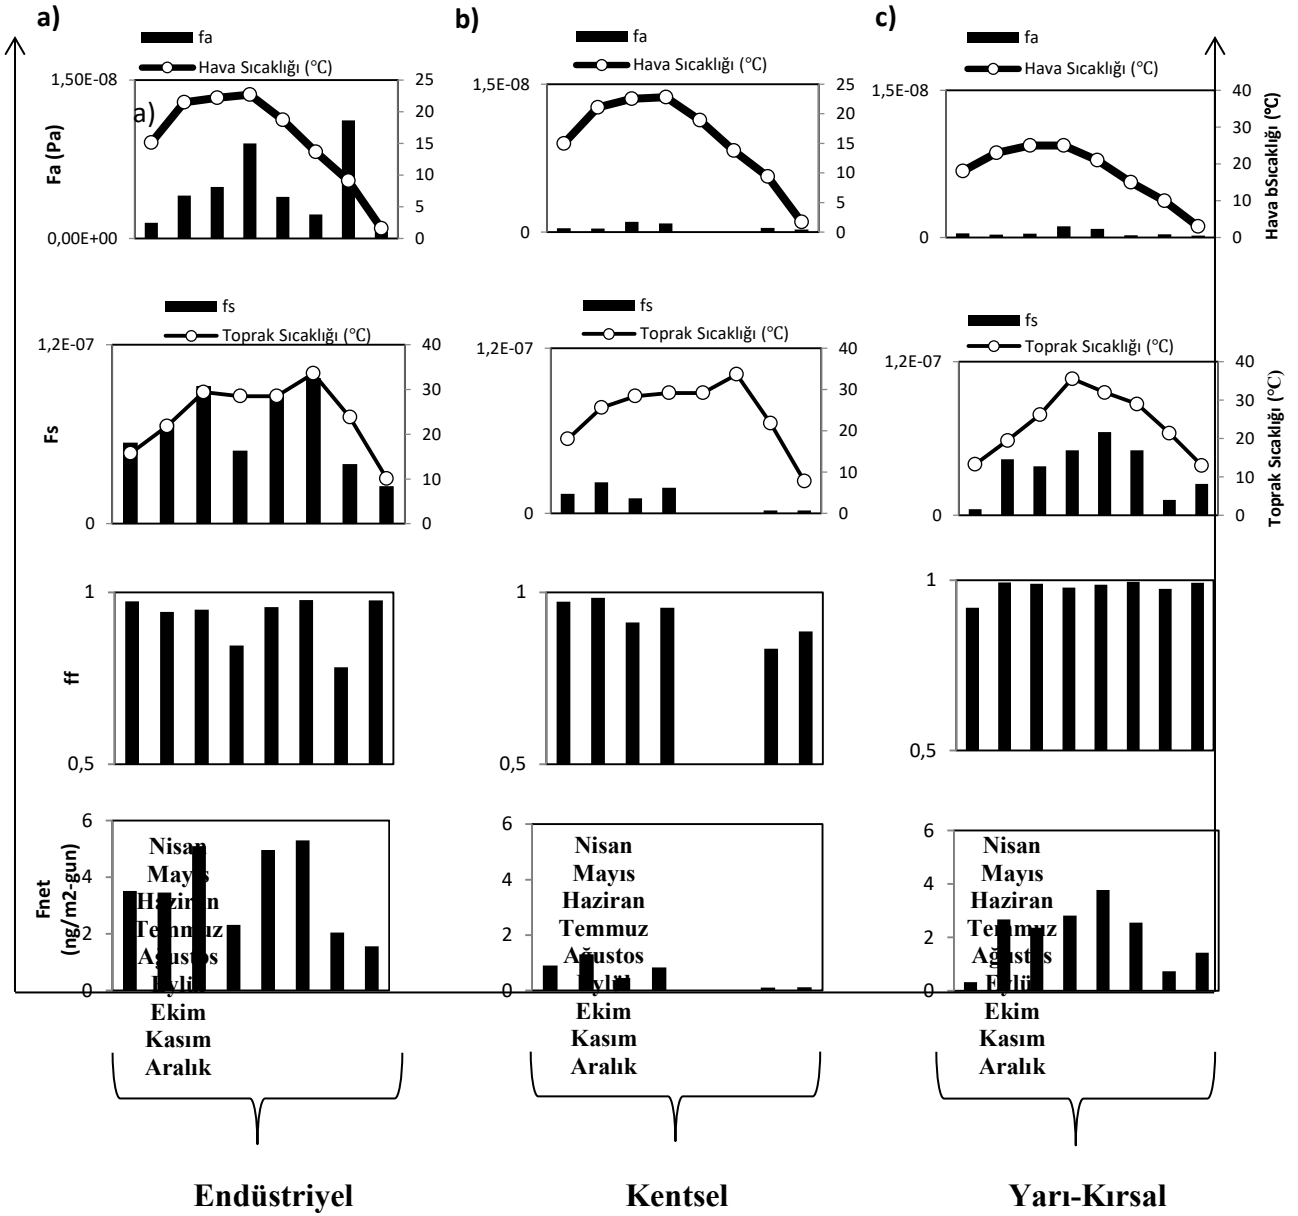 a)
fa
Hava Sıcaklığı (°C)
1,50E-08
0,00E+00
Fa (Pa)
a)
25
20
15
10
5
0
b)
fa
Hava Sıcaklığı (°C)
1,5E-08
0
25
20
15
10
5
0
c)
fa
Hava Sıcaklığı (°C)
1,5E-08
0
40
30
20
10
0
Hava bSıcaklığı (°C)
fs
Toprak Sıcaklığı (°C)
1,2E-07
0
Fs
40
30
20
10
0
fs
Toprak Sıcaklığı (°C)
1,2E-07
0
40
30
20
10
0
fs
Toprak Sıcaklığı (°C)
1,2E-07
0
40
30
20
10
0
Toprak Sıcaklığı (°C)
1
0,5
ff
1
0,5
1
0,5
6
4
2
0
Fnet
(ng/m2-gun)
Nisan
Mayıs
Haziran
Temmuz
Ağustos
Eylül
Ekim
Kasım
Aralık
6
4
2
0
Nisan
Mayıs
Haziran
Temmuz
Ağustos
Eylül
Ekim
Kasım
Aralık
6
4
2
0
Nisan
Mayıs
Haziran
Temmuz
Ağustos
Eylül
Ekim
Kasım
Aralık
Endüstriyel
Kentsel
Yarı-Kırsal